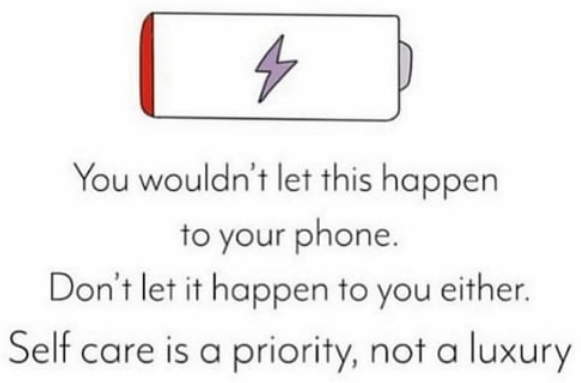 You wouldn't let this happen
to your phone.
Don't let it happen to you either.
Self care is a priority, not a luxury